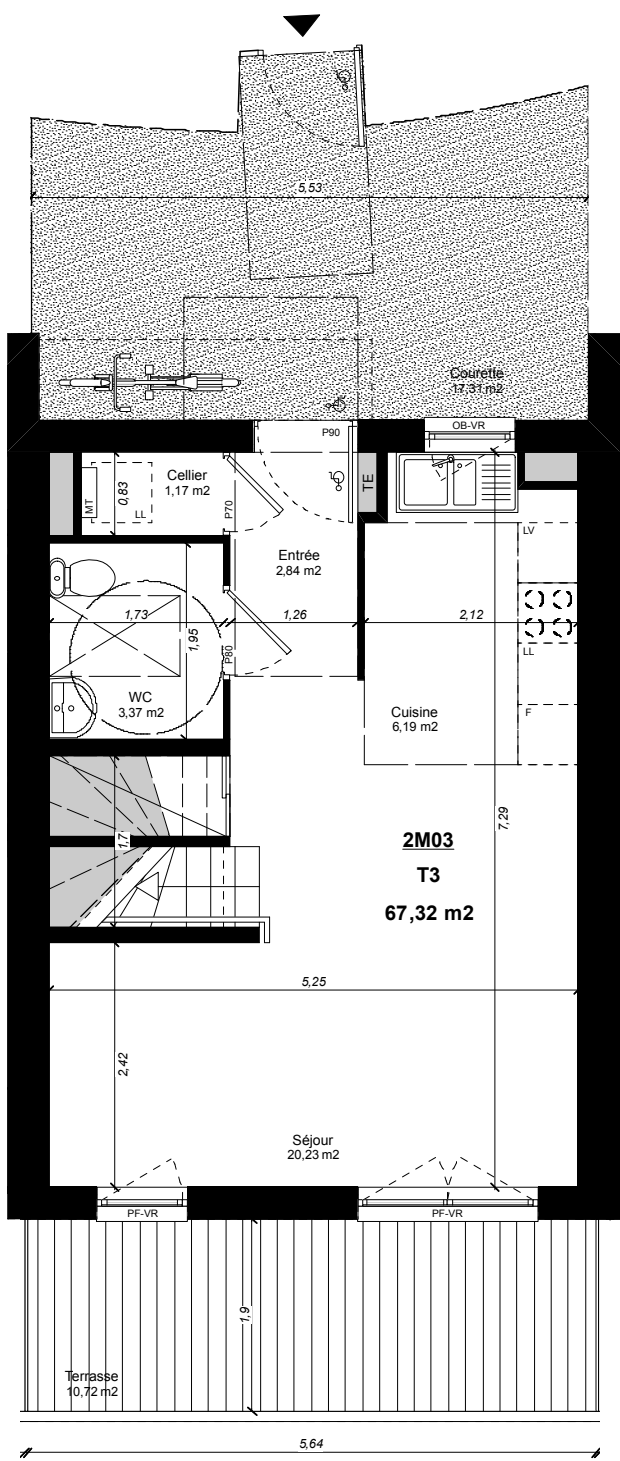 5,53
Courette
17,31 m2
OB-VR
P90
Cellier
1,17 m2
0,83
MT
LL
P70
TE
LV
Entrée
2,84 m2
1,73
1,26
2,12
1,95
LL
P80
WC
3,37 m2
Cuisine
6,19 m2
F
7,29
1,7
2M03
T3
67,32 m2
5,25
2,42
Séjour
20,23 m2
PF-VR
PF-VR
1,9
Terrasse
10,72 m2
5,64